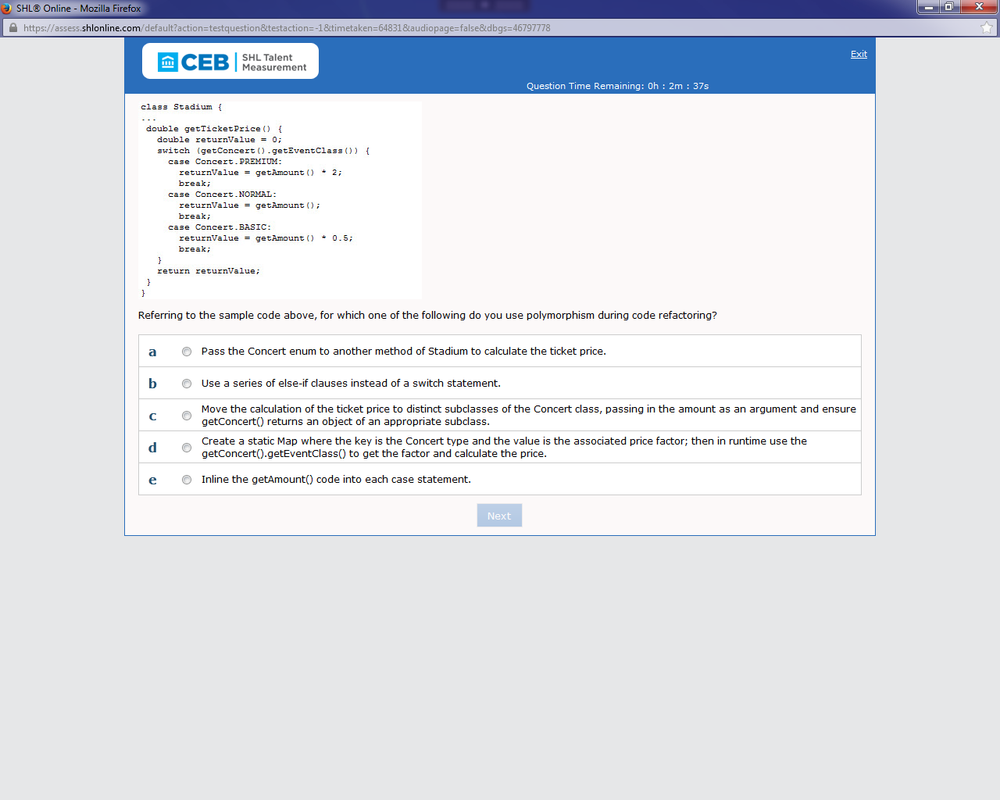 SHL® Online - Mozilla Firefox
https://assess.shlonline.com/default?action=testquestion&testaction=-1&timetaken=64831&audiopage=false&dbgs=46797778
CEB SHL Talent Measurement
Exit
Question Time Remaining: 0h : 2m : 37s
class Stadium {
...
double getTicketPrice() {
double returnValue = 0;
switch (getConcert().getEventClass()) {
case Concert.PREMIUM:
returnValue = getAmount() * 2;
break;
case Concert.NORMAL:
returnValue = getAmount();
break;
case Concert.BASIC:
returnValue = getAmount() * 0.5;
break;
}
return returnValue;
}
}
Referring to the sample code above, for which one of the following do you use polymorphism during code refactoring?
a Pass the Concert enum to another method of Stadium to calculate the ticket price.
b Use a series of else-if clauses instead of a switch statement.
c Move the calculation of the ticket price to distinct subclasses of the Concert class, passing in the amount as an argument and ensure
getConcert() returns an object of an appropriate subclass.
d Create a static Map where the key is the Concert type and the value is the associated price factor; then in runtime use the
getConcert().getEventClass() to get the factor and calculate the price.
e Inline the getAmount() code into each case statement.
Next